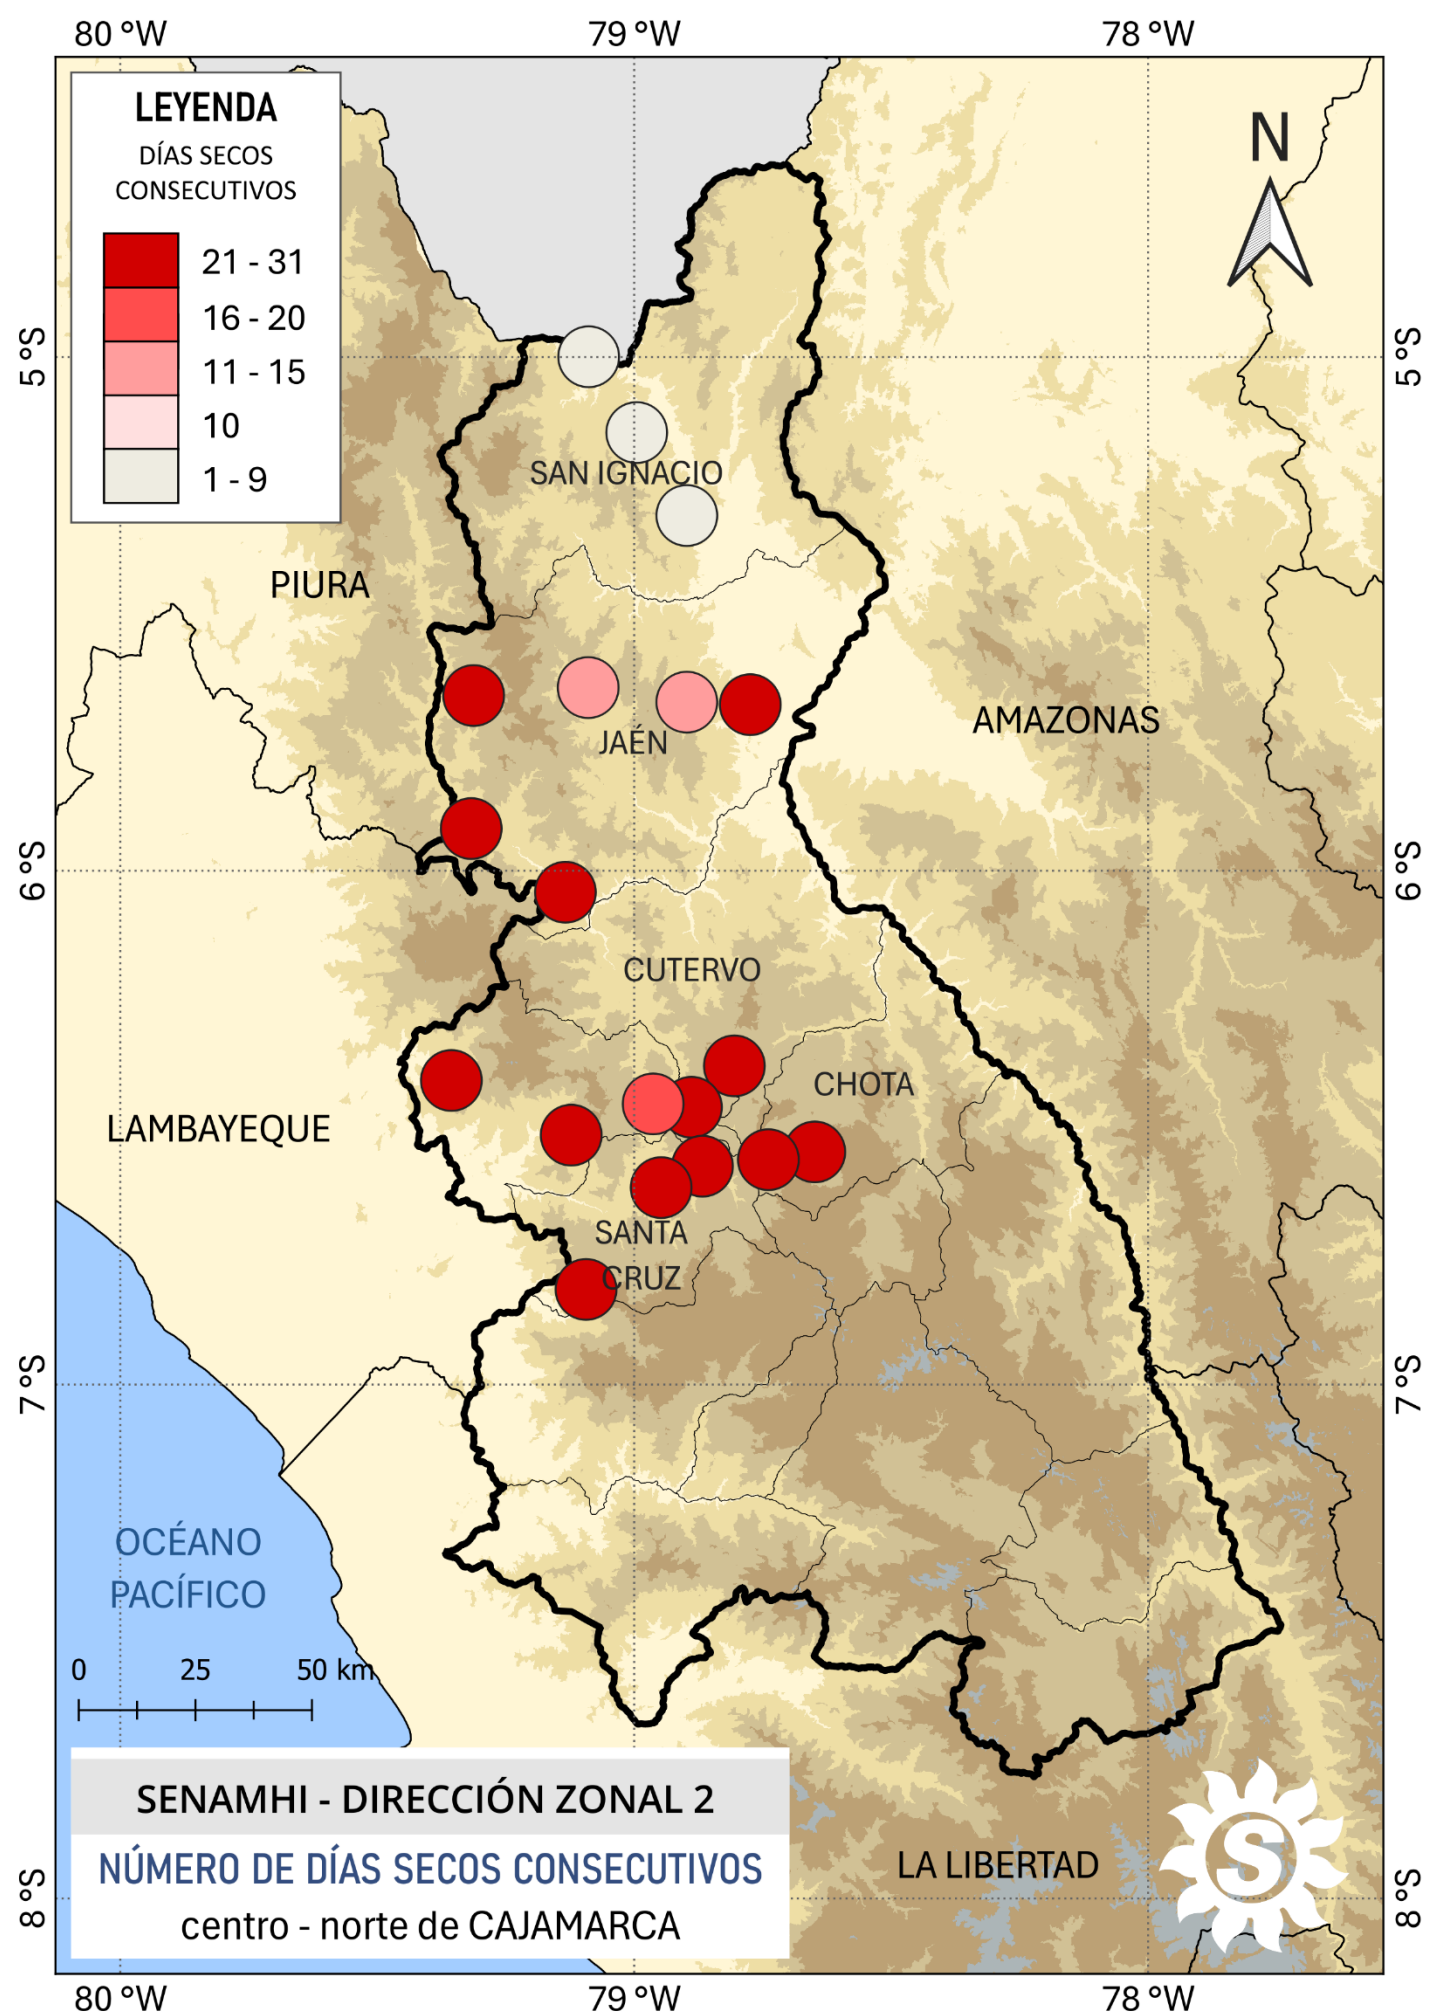 80 °W
79 °W
78 °W
LEYENDA
DÍAS SECOS
CONSECUTIVOS
21 - 31
16 - 20
11 - 15
10
1 - 9
N
5 °S
5 °S
SAN IGNACIO
PIURA
AMAZONAS
JAÉN
6 °S
6 °S
CUTERVO
CHOTA
LAMBAYEQUE
SANTA
CRUZ
7 °S
7 °S
OCÉANO
PACÍFICO
0
25
50 km
SENAMHI - DIRECCIÓN ZONAL 2
NÚMERO DE DÍAS SECOS CONSECUTIVOS
centro - norte de CAJAMARCA
LA LIBERTAD
S
8 °S
8 °S
80 °W
79 °W
78 °W